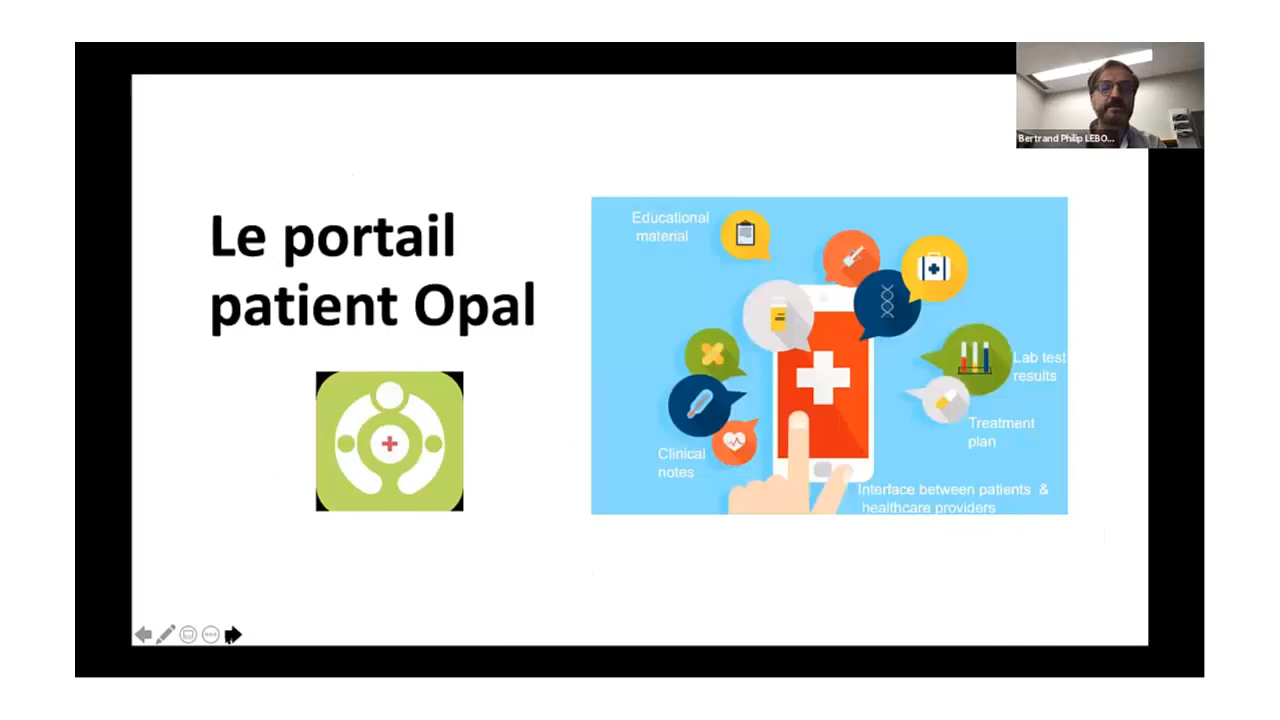 Bertrand Philip LEBO...
Le portail
patient Opal
Educational
material
Lab test
results
Treatment
plan
Clinical
notes
Interface between patients &
healthcare providers